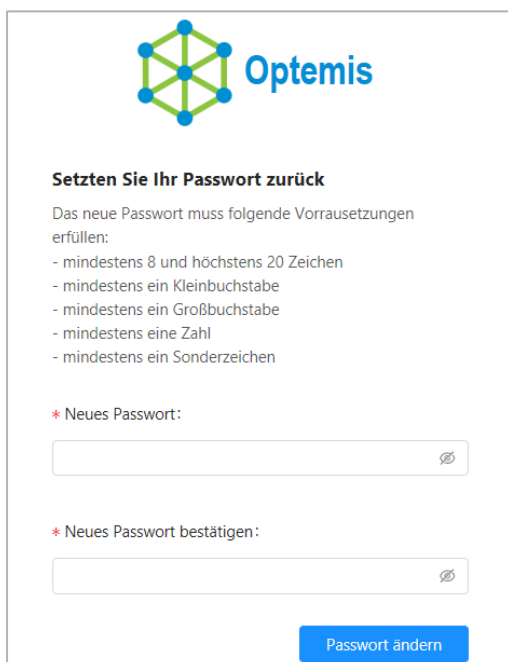 Optemis
Setzten Sie Ihr Passwort zurück
Das neue Passwort muss folgende Vorrausetzungen
erfüllen:
- mindestens 8 und höchstens 20 Zeichen
- mindestens ein Kleinbuchstabe
- mindestens ein Großbuchstabe
- mindestens eine Zahl
- mindestens ein Sonderzeichen
* Neues Passwort:
* Neues Passwort bestätigen:
Passwort ändern